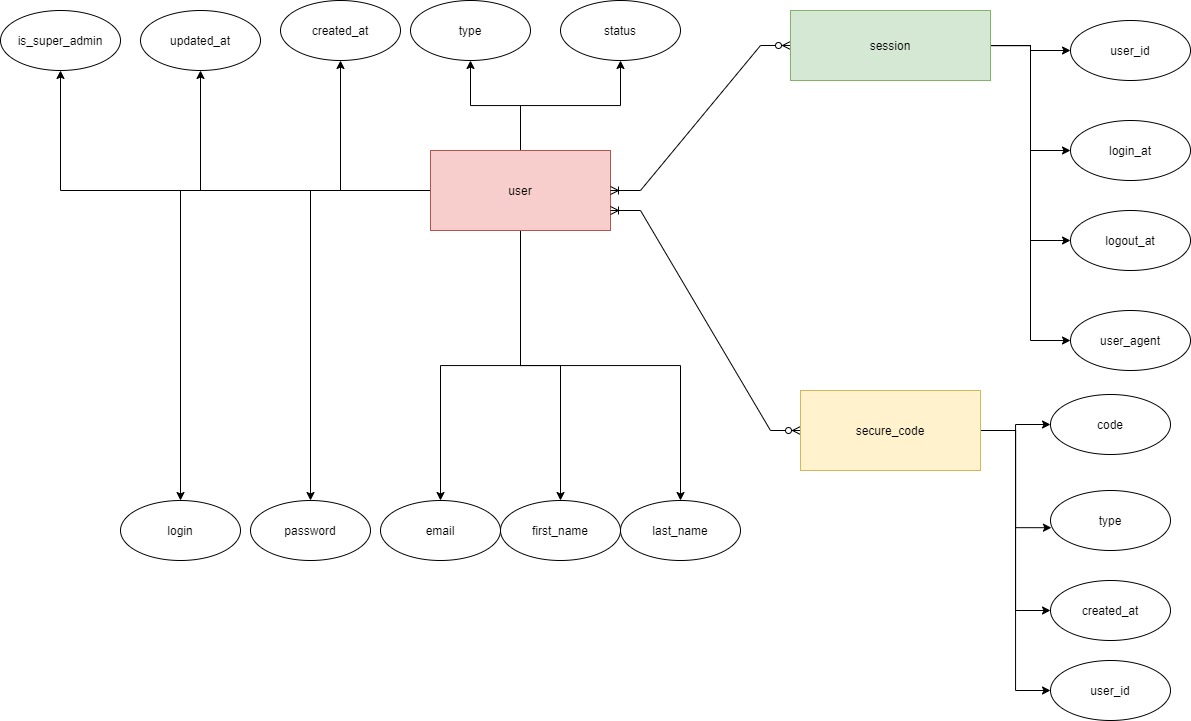 is_super_admin
updated_at
created_at
type
status
session
user_id
login_at
user
logout_at
user_agent
secure_code
code
type
login
password
email
first_name
last_name
created_at
user_id